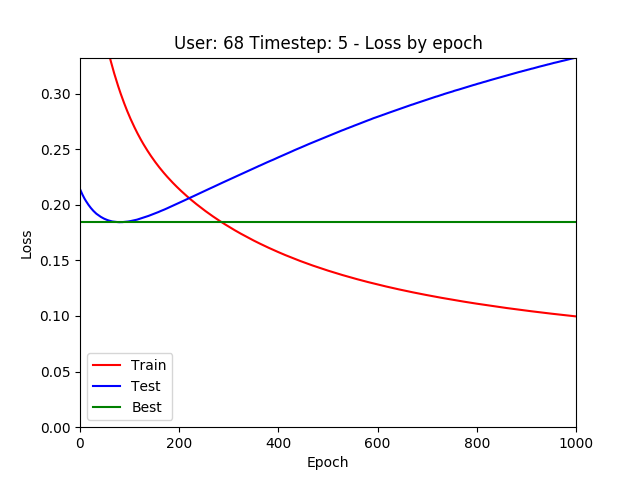 User: 68 Timestep: 5 - Loss by epoch
Loss
0.30
0.25
0.20
0.15
0.10
0.05
0.00
Train
Test
Best
0 200 400 600 800 1000
Epoch